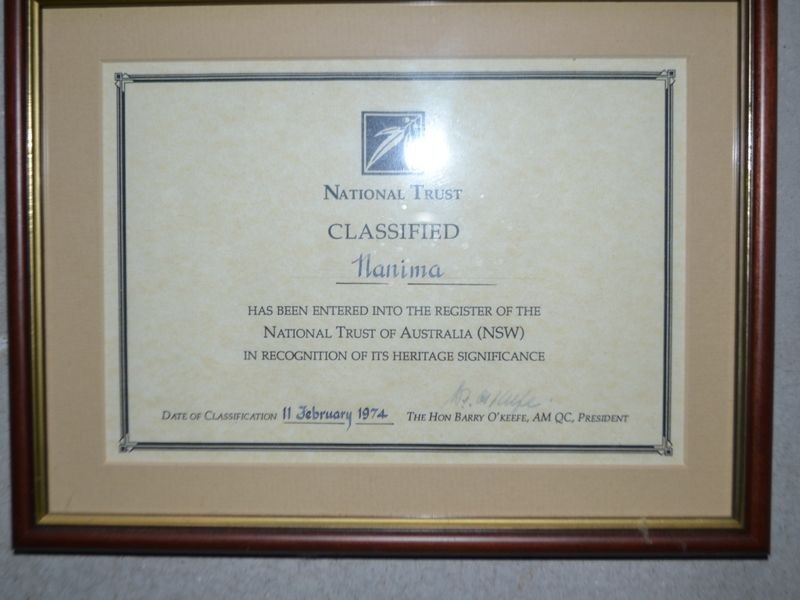 NATIONAL TRUST
CLASSIFIED
Nanima
HAS BEEN ENTERED INTO THE REGISTER OF THE
NATIONAL TRUST OF AUSTRALIA (NSW)
IN RECOGNITION OF ITS HERITAGE SIGNIFICANCE
DATE OF CLASSIFICATION 11 February 1974 THE HON BARRY O'KEEFE, AM QC, PRESIDENT